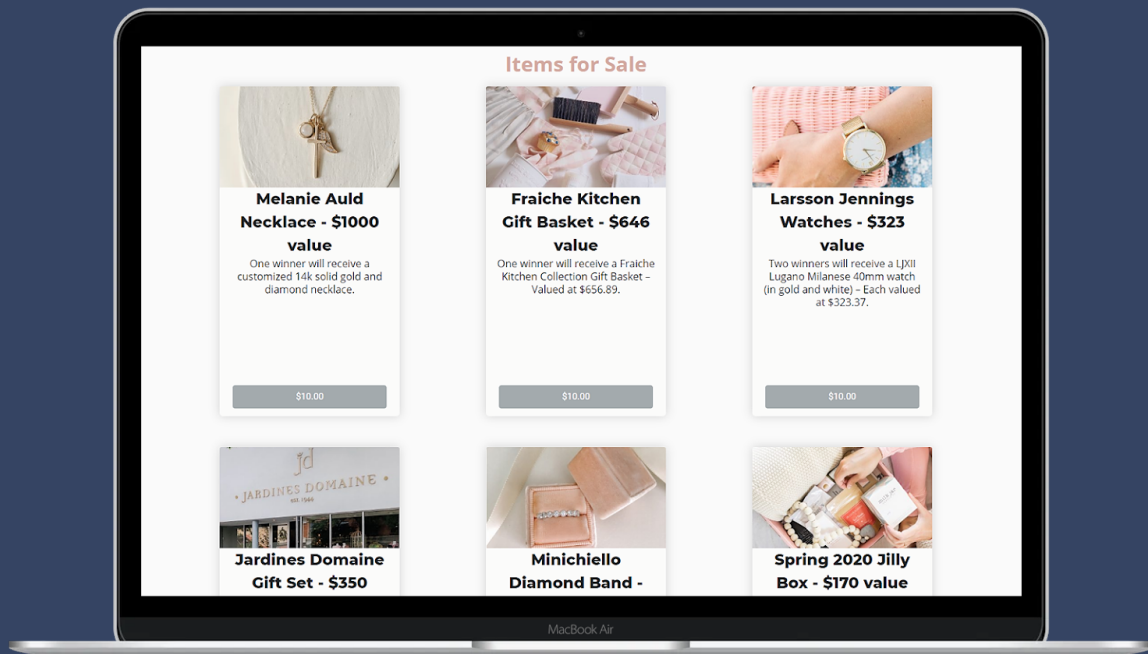 Items for Sale
Melanie Auld
Necklace - $1000
value
One winner will receive a
customized 14k solid gold and
diamond necklace.
$10.00
Fraiche Kitchen
Gift Basket - $646
value
One winner will receive a Fraiche
Kitchen Collection Gift Basket –
Valued at $656.89.
$10.00
Larsson Jennings
Watches - $323
value
Two winners will receive a LJXII
Lugano Milanese 40mm watch
(in gold and white) – Each valued
at $323.37.
$10.00
jd
JARDINES DOMAINE
est. 1966
Jardines Domaine
Gift Set - $350
Minichiello
Diamond Band -
Spring 2020 Jilly
Box - $170 value
MacBook Air